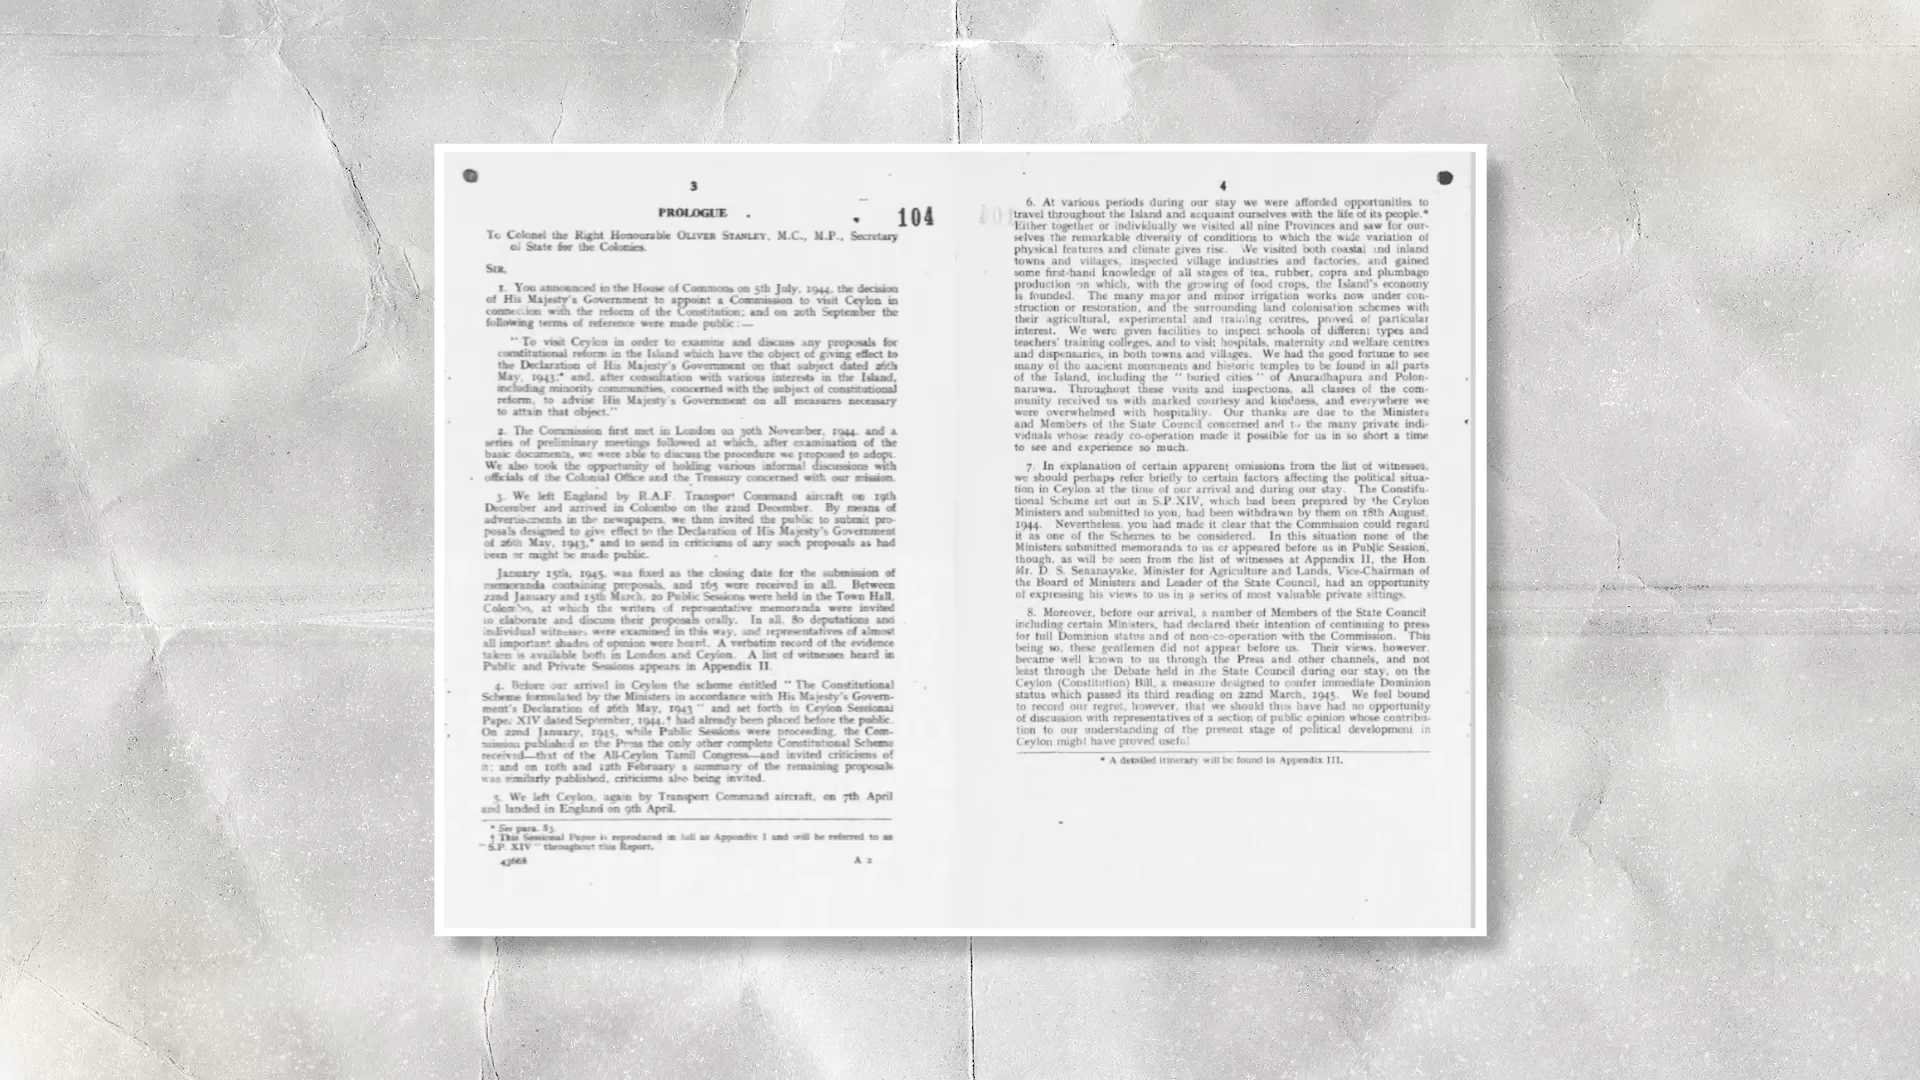 3
PROLOGUE
104
To Colonel the Right Honourable OLIVER STANLEY, M.C., M.P., Secretary
of State for the Colonies.
SIR,
1. You announced in the House of Commons on 5th July, 1944, the decision
of His Majesty's Government to appoint a Commission to visit Ceylon in
connection with the reform of the Constitution; and on 20th September the
following terms of reference were made public:—
" To visit Ceylon in order to examine and discuss any proposals for
constitutional reform in the Island which have the object of giving effect to
the Declaration of His Majesty's Government on that subject dated 26th
May, 1943;* and, after consultation with various interests in the Island,
including minority communities, concerned with the subject of constitutional
reform, to advise His Majesty's Government on all measures necessary
to attain that object."
2. The Commission first met in London on 30th November, 1944, and a
series of preliminary meetings followed at which, after examination of the
basic documents, we were able to discuss the procedure we proposed to adopt.
We also took the opportunity of holding various informal discussions with
officials of the Colonial Office and the Treasury concerned with our mission.
3. We left England by R.A.F. Transport Command aircraft on 19th
December and arrived in Colombo on the 22nd December. By means of
advertisements in the newspapers, we then invited the public to submit pro-
posals designed to give effect to the Declaration of His Majesty's Government
of 26th May, 1943,* and to send in criticisms of any such proposals as had
been or might be made public.
January 15th, 1945, was fixed as the closing date for the submission of
memoranda containing proposals, and 165 were received in all. Between
22nd January and 15th March, 20 Public Sessions were held in the Town Hall,
Colombo, at which the writers of representative memoranda were invited
to elaborate and discuss their proposals orally. In all, 80 deputations and
individual witnesses were examined in this way, and representatives of almost
all important shades of opinion were heard. A verbatim record of the evidence
taken is available both in London and Ceylon. A list of witnesses heard in
Public and Private Sessions appears in Appendix II.
4. Before our arrival in Ceylon the scheme entitled " The Constitutional
Scheme formulated by the Ministers in accordance with His Majesty's Govern-
ment's Declaration of 26th May, 1943 " and set forth in Ceylon Sessional
Paper XIV dated September, 1944,† had already been placed before the public.
On 22nd January, 1945, while Public Sessions were proceeding, the Com-
mission published in the Press the only other complete Constitutional Scheme
received—that of the All-Ceylon Tamil Congress—and invited criticisms of
it; and on 10th and 12th February a summary of the remaining proposals
was similarly published, criticisms also being invited.
5. We left Ceylon, again by Transport Command aircraft, on 7th April
and landed in England on 9th April.
* See para. 83.
† This Sessional Paper is reproduced in full as Appendix I and will be referred to as
" S.P. XIV " throughout this Report.
43668 A 2
4
6. At various periods during our stay we were afforded opportunities to
travel throughout the Island and acquaint ourselves with the life of its people.*
Either together or individually we visited all nine Provinces and saw for our-
selves the remarkable diversity of conditions to which the wide variation of
physical features and climate gives rise. We visited both coastal and inland
towns and villages, inspected village industries and factories, and gained
some first-hand knowledge of all stages of tea, rubber, copra and plumbago
production on which, with the growing of food crops, the Island's economy
is founded. The many major and minor irrigation works now under con-
struction or restoration, and the surrounding land colonisation schemes with
their agricultural, experimental and training centres, proved of particular
interest. We were given facilities to inspect schools of different types and
teachers' training colleges, and to visit hospitals, maternity and welfare centres
and dispensaries, in both towns and villages. We had the good fortune to see
many of the ancient monuments and historic temples to be found in all parts
of the Island, including the " buried cities " of Anuradhapura and Polon-
naruwa. Throughout these visits and inspections, all classes of the com-
munity received us with marked courtesy and kindness, and everywhere we
were overwhelmed with hospitality. Our thanks are due to the Ministers
and Members of the State Council concerned and to the many private indi-
viduals whose ready co-operation made it possible for us in so short a time
to see and experience so much.
7. In explanation of certain apparent omissions from the list of witnesses,
we should perhaps refer briefly to certain factors affecting the political situa-
tion in Ceylon at the time of our arrival and during our stay. The Constitu-
tional Scheme set out in S.P.XIV, which had been prepared by the Ceylon
Ministers and submitted to you, had been withdrawn by them on 18th August,
1944. Nevertheless, you had made it clear that the Commission could regard
it as one of the Schemes to be considered. In this situation none of the
Ministers submitted memoranda to us or appeared before us in Public Session,
though, as will be seen from the list of witnesses at Appendix II, the Hon.
Mr. D. S. Senanayake, Minister for Agriculture and Lands, Vice-Chairman of
the Board of Ministers and Leader of the State Council, had an opportunity
of expressing his views to us in a series of most valuable private sittings.
8. Moreover, before our arrival, a number of Members of the State Council
including certain Ministers, had declared their intention of continuing to press
for full Dominion status and of non-co-operation with the Commission. This
being so, these gentlemen did not appear before us. Their views, however,
became well known to us through the Press and other channels, and not
least through the Debate held in the State Council during our stay, on the
Ceylon (Constitution) Bill, a measure designed to confer immediate Dominion
status which passed its third reading on 22nd March, 1945. We feel bound
to record our regret, however, that we should thus have had no opportunity
of discussion with representatives of a section of public opinion whose contribu-
tion to our understanding of the present stage of political development in
Ceylon might have proved useful
* A detailed itinerary will be found in Appendix III.